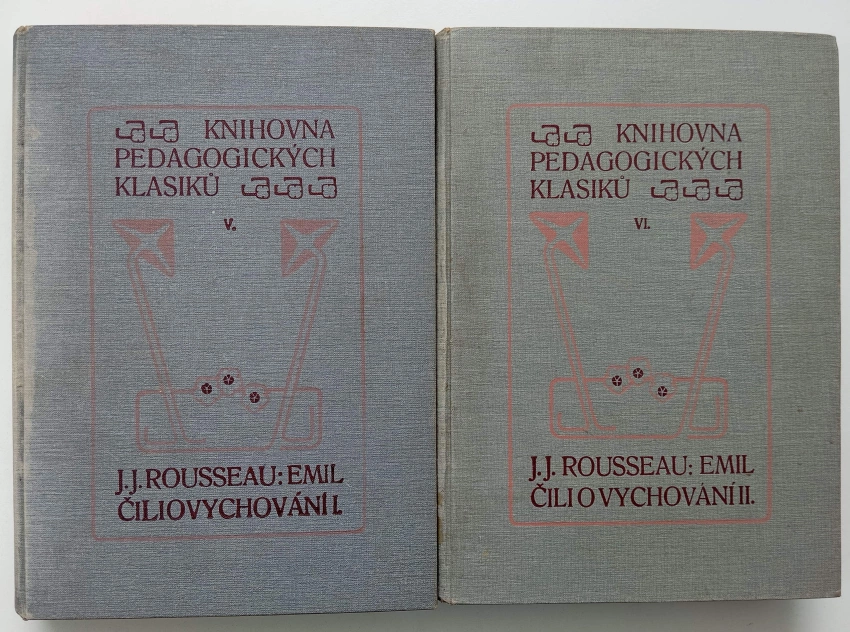 KNIHOVNA
PEDAGOGICKÝCH
KLASIKŮ
V.
J.J. ROUSSEAU: EMIL
ČILI O VYCHOVÁNÍ I.
KNIHOVNA
PEDAGOGICKÝCH
KLASIKŮ
VI.
J.J. ROUSSEAU: EMIL
ČILI O VYCHOVÁNÍ II.